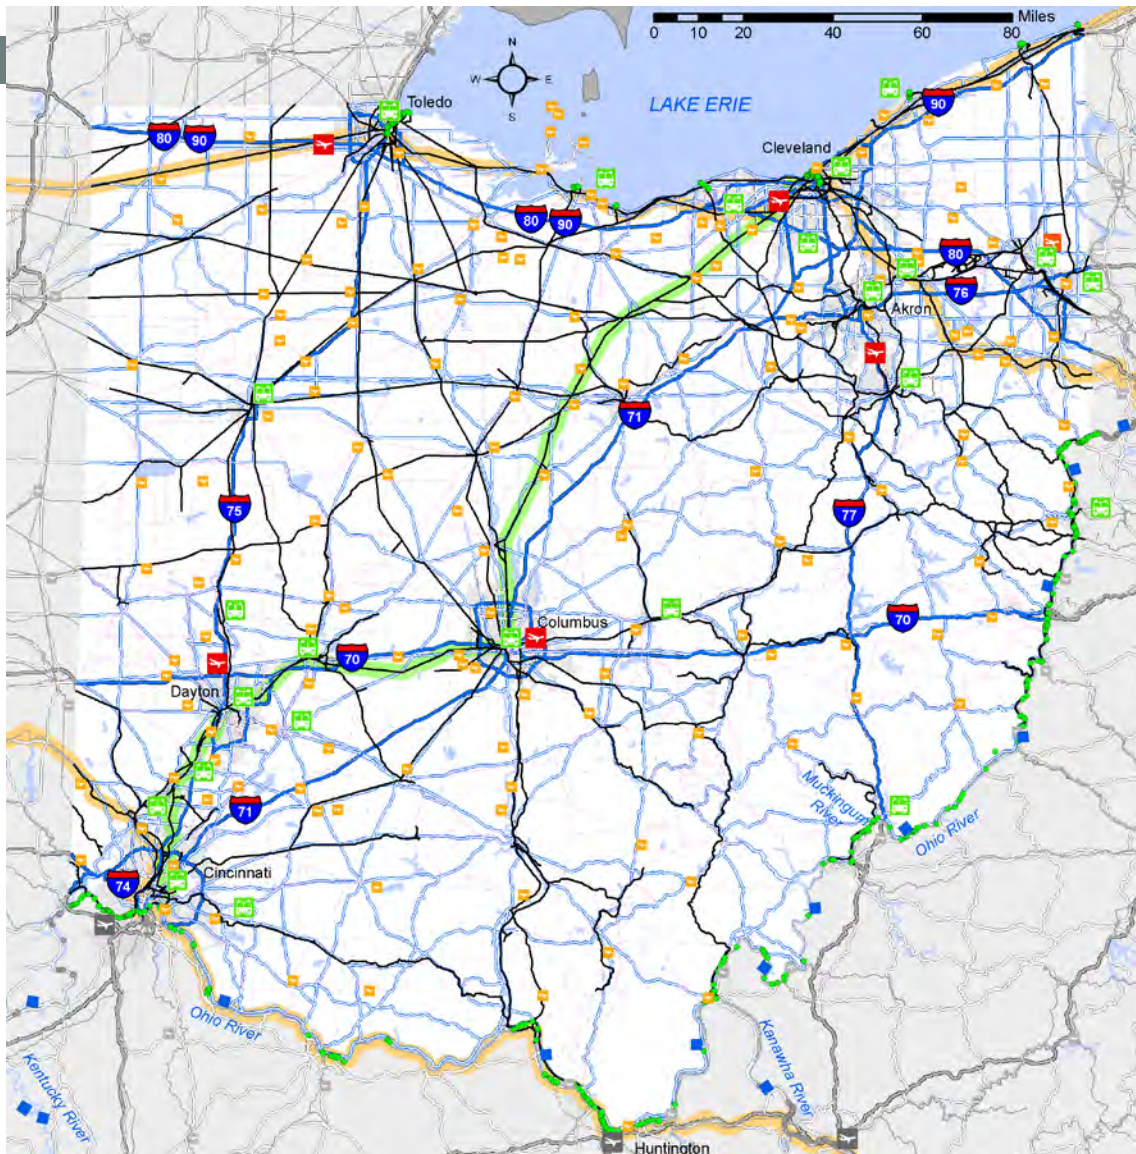 Miles
0 10 20 40 60 80
N
W E
S
LAKE ERIE
Toledo
90
80 90
Cleveland
80 90
80
76
Akron
71
75
77
Columbus
70
70
Dayton
Muckingum
River
71
Ohio River
Cincinnati
74
Ohio River
Kanawha River
Kentucky River
Huntington